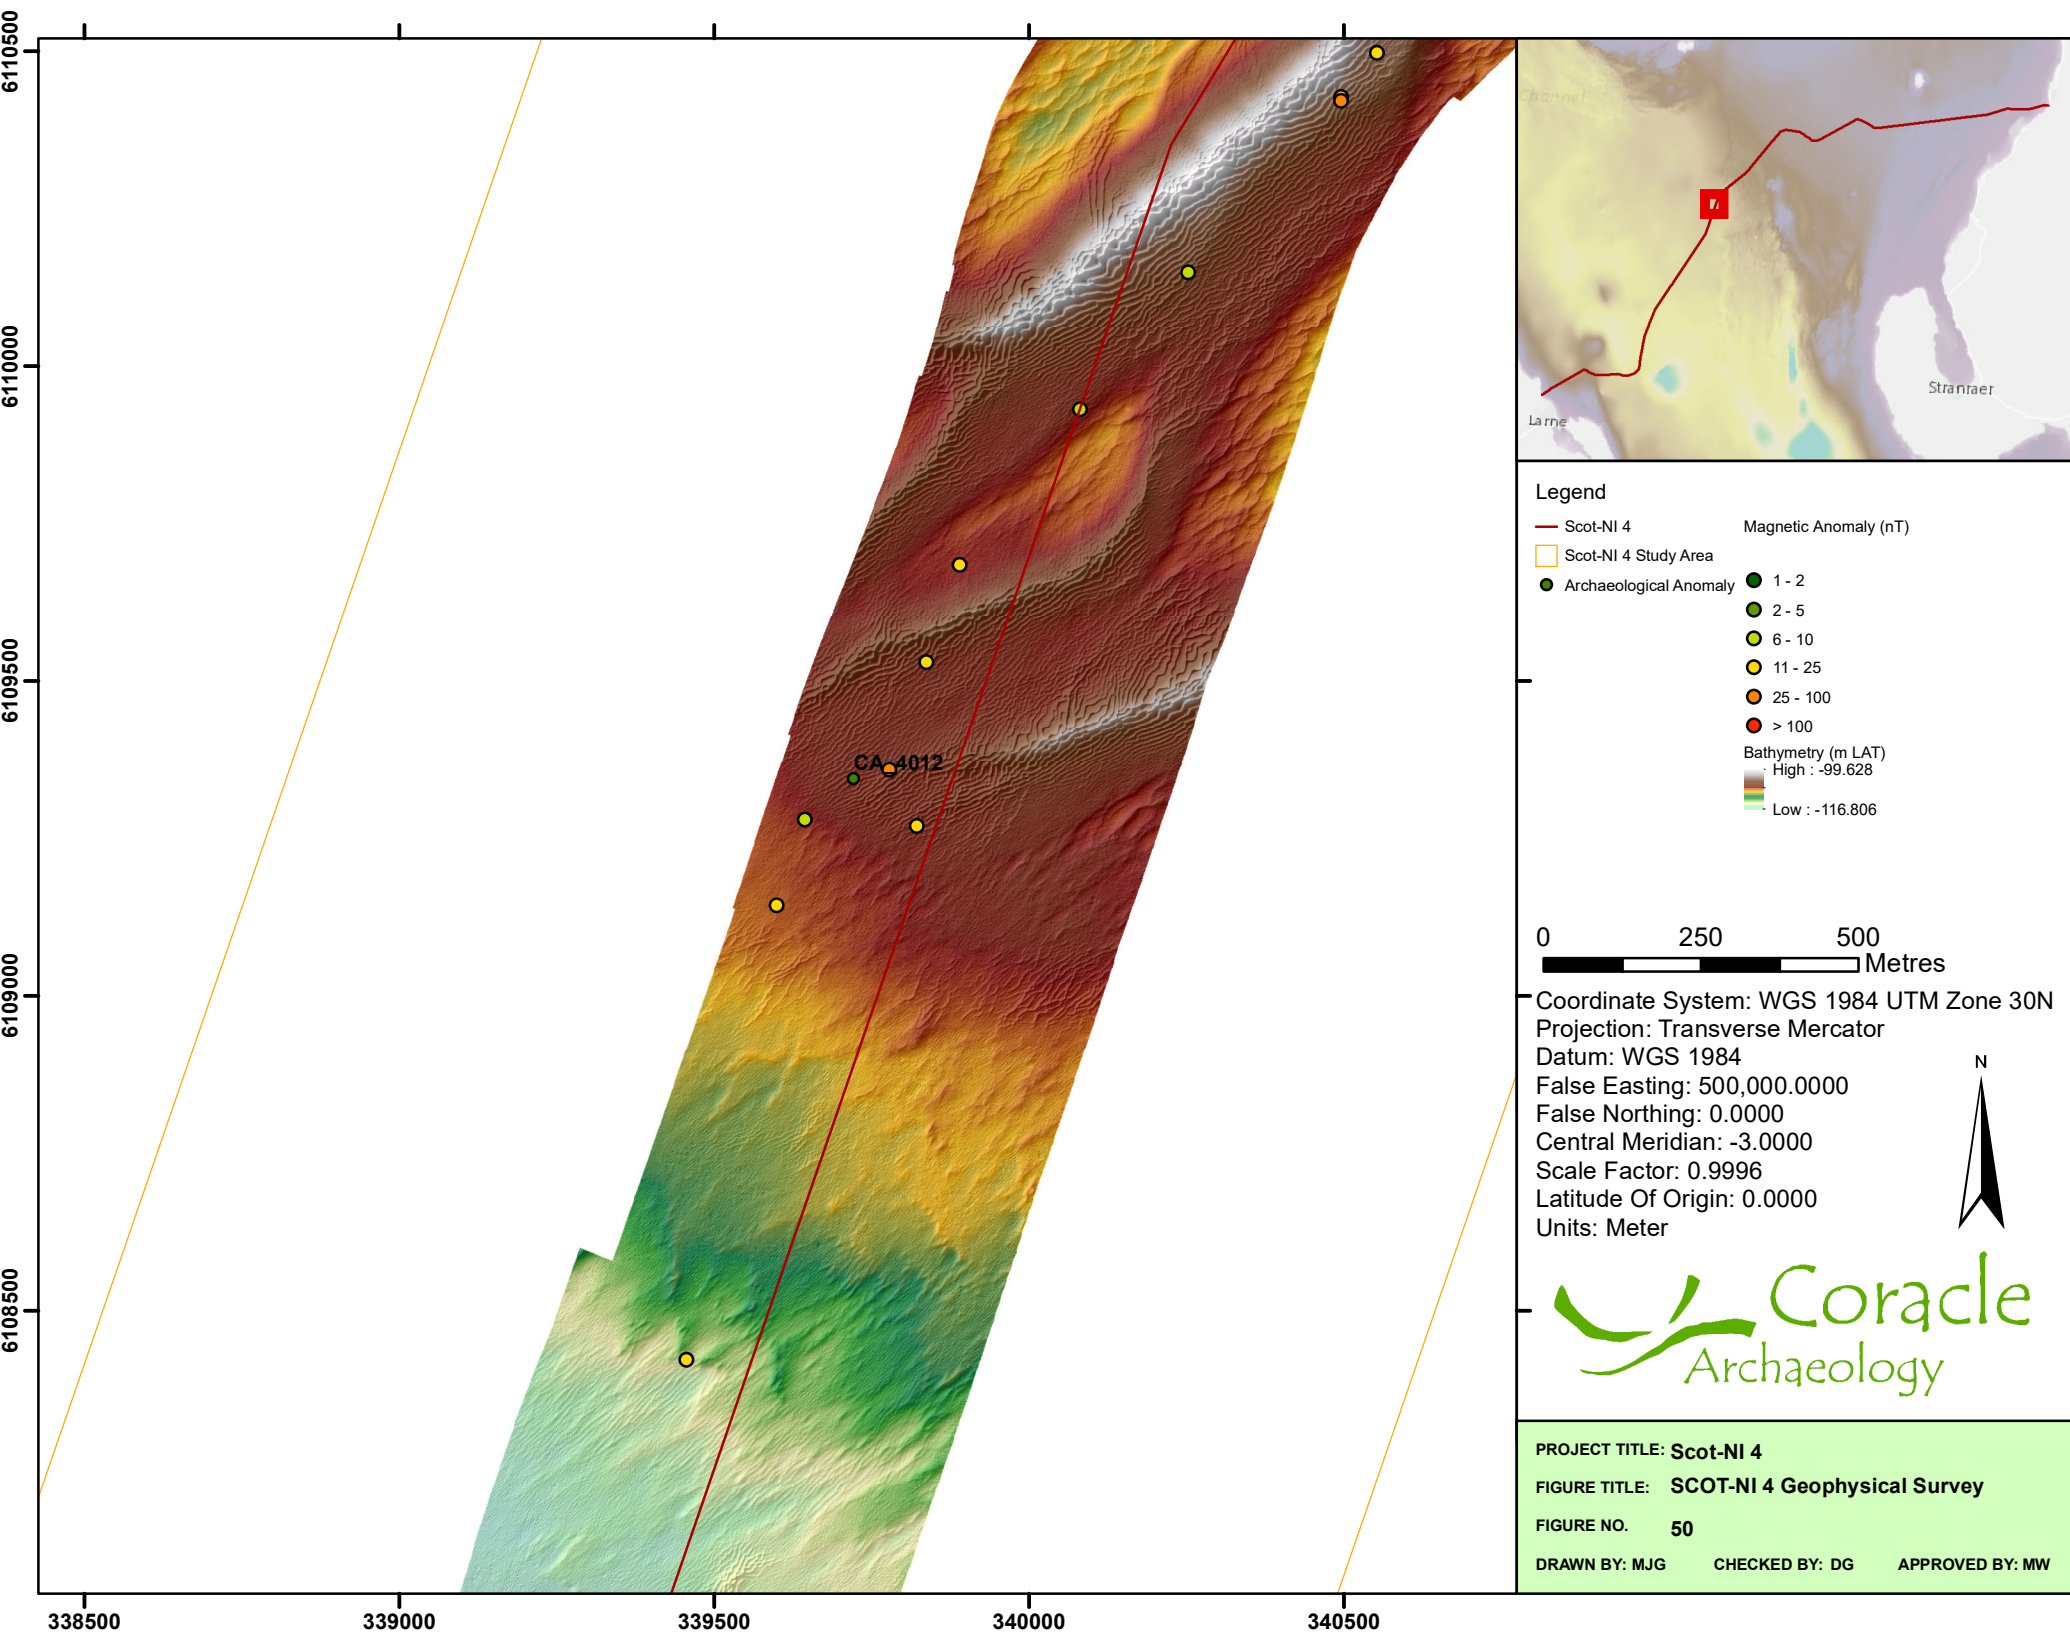 6110500
6110000
6109500
6109000
6108500
338500
339000
339500
340000
340500
CA_4012
Channel
Larne
Stranraer
Legend
Scot-NI 4
Scot-NI 4 Study Area
Archaeological Anomaly
Magnetic Anomaly (nT)
1 - 2
2 - 5
6 - 10
11 - 25
25 - 100
> 100
Bathymetry (m LAT)
High : -99.628
Low : -116.806
0 250 500
Metres
Coordinate System: WGS 1984 UTM Zone 30N
Projection: Transverse Mercator
Datum: WGS 1984
False Easting: 500,000.0000
False Northing: 0.0000
Central Meridian: -3.0000
Scale Factor: 0.9996
Latitude Of Origin: 0.0000
Units: Meter
N
Coracle
Archaeology
PROJECT TITLE: Scot-NI 4
FIGURE TITLE: SCOT-NI 4 Geophysical Survey
FIGURE NO. 50
DRAWN BY: MJG CHECKED BY: DG APPROVED BY: MW